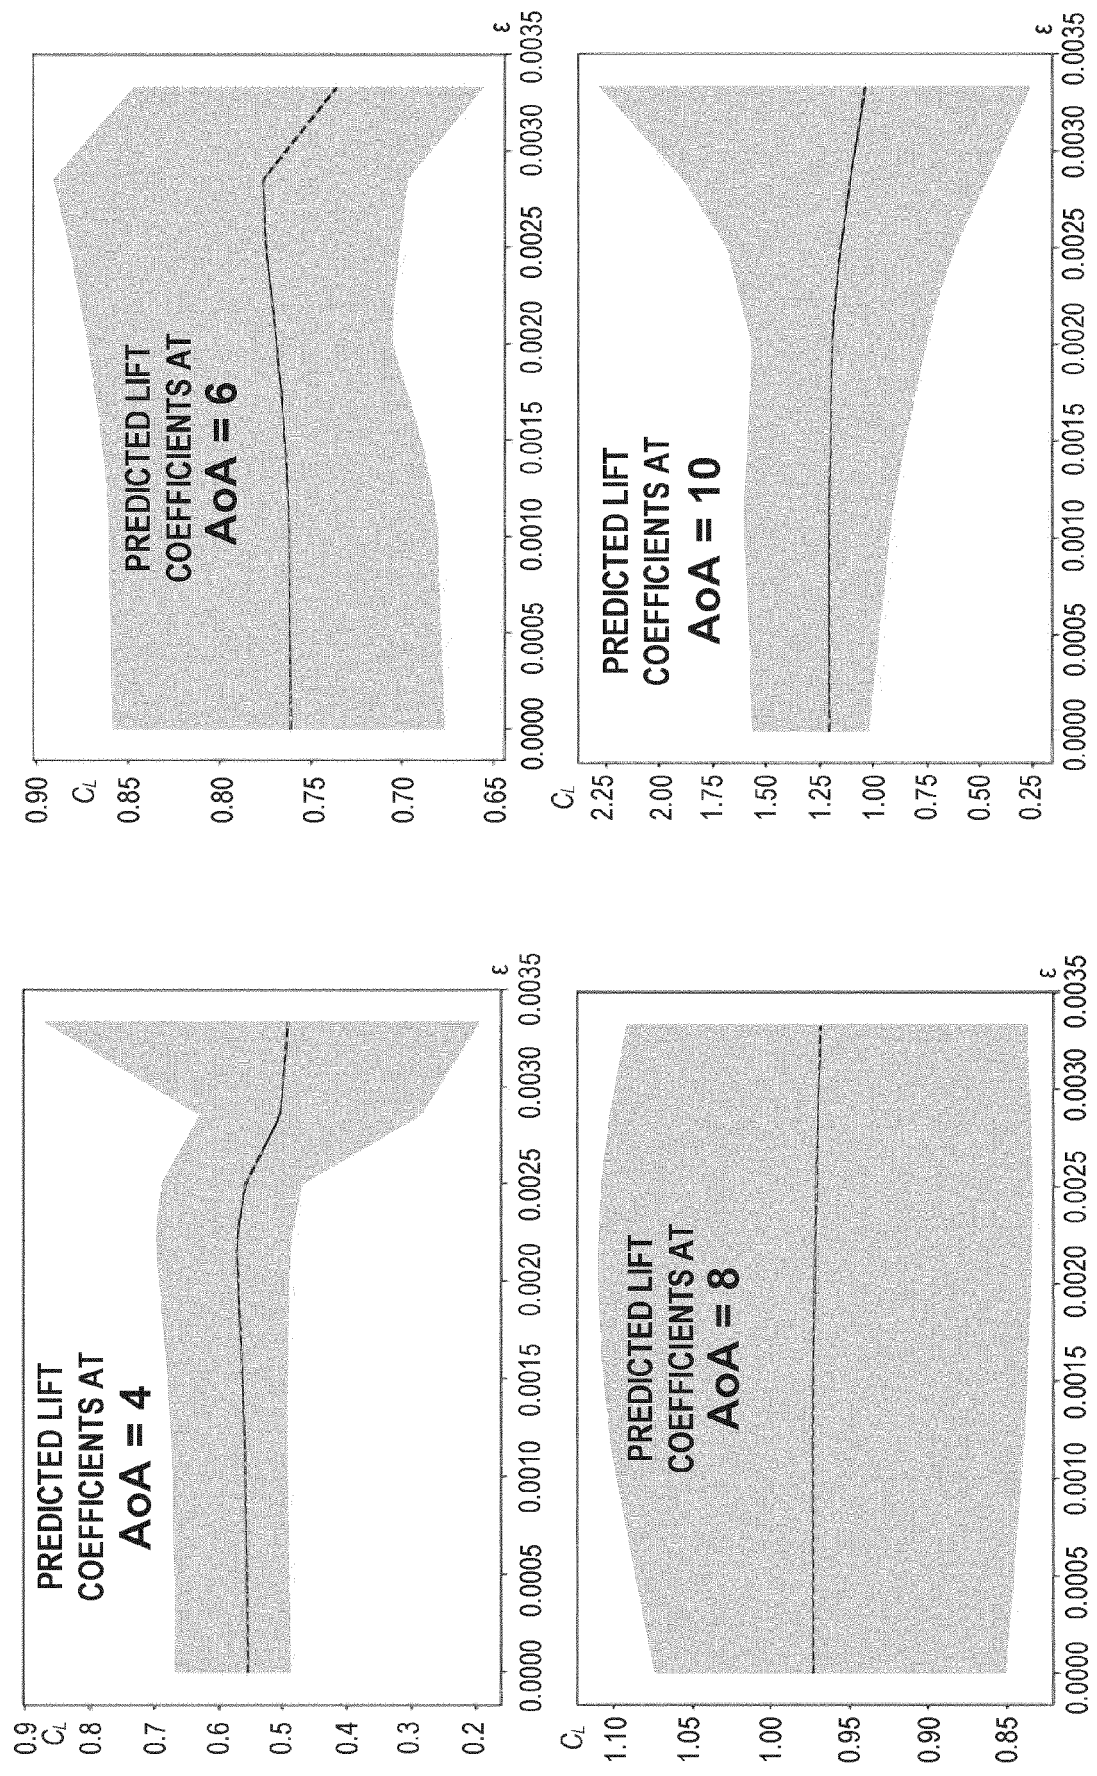 PREDICTED LIFT
COEFFICIENTS AT
AoA = 4
0.9
C_L
0.8
0.7
0.6
0.5
0.4
0.3
0.2
0.0000 0.0005 0.0010 0.0015 0.0020 0.0025 0.0030 0.0035
ε
PREDICTED LIFT
COEFFICIENTS AT
AoA = 6
0.90
C_L
0.85
0.80
0.75
0.70
0.65
0.0000 0.0005 0.0010 0.0015 0.0020 0.0025 0.0030 0.0035
ε
PREDICTED LIFT
COEFFICIENTS AT
AoA = 8
C_L
1.10
1.05
1.00
0.95
0.90
0.85
0.0000 0.0005 0.0010 0.0015 0.0020 0.0025 0.0030 0.0035
ε
PREDICTED LIFT
COEFFICIENTS AT
AoA = 10
C_L
2.25
2.00
1.75
1.50
1.25
1.00
0.75
0.50
0.25
0.0000 0.0005 0.0010 0.0015 0.0020 0.0025 0.0030 0.0035
ε